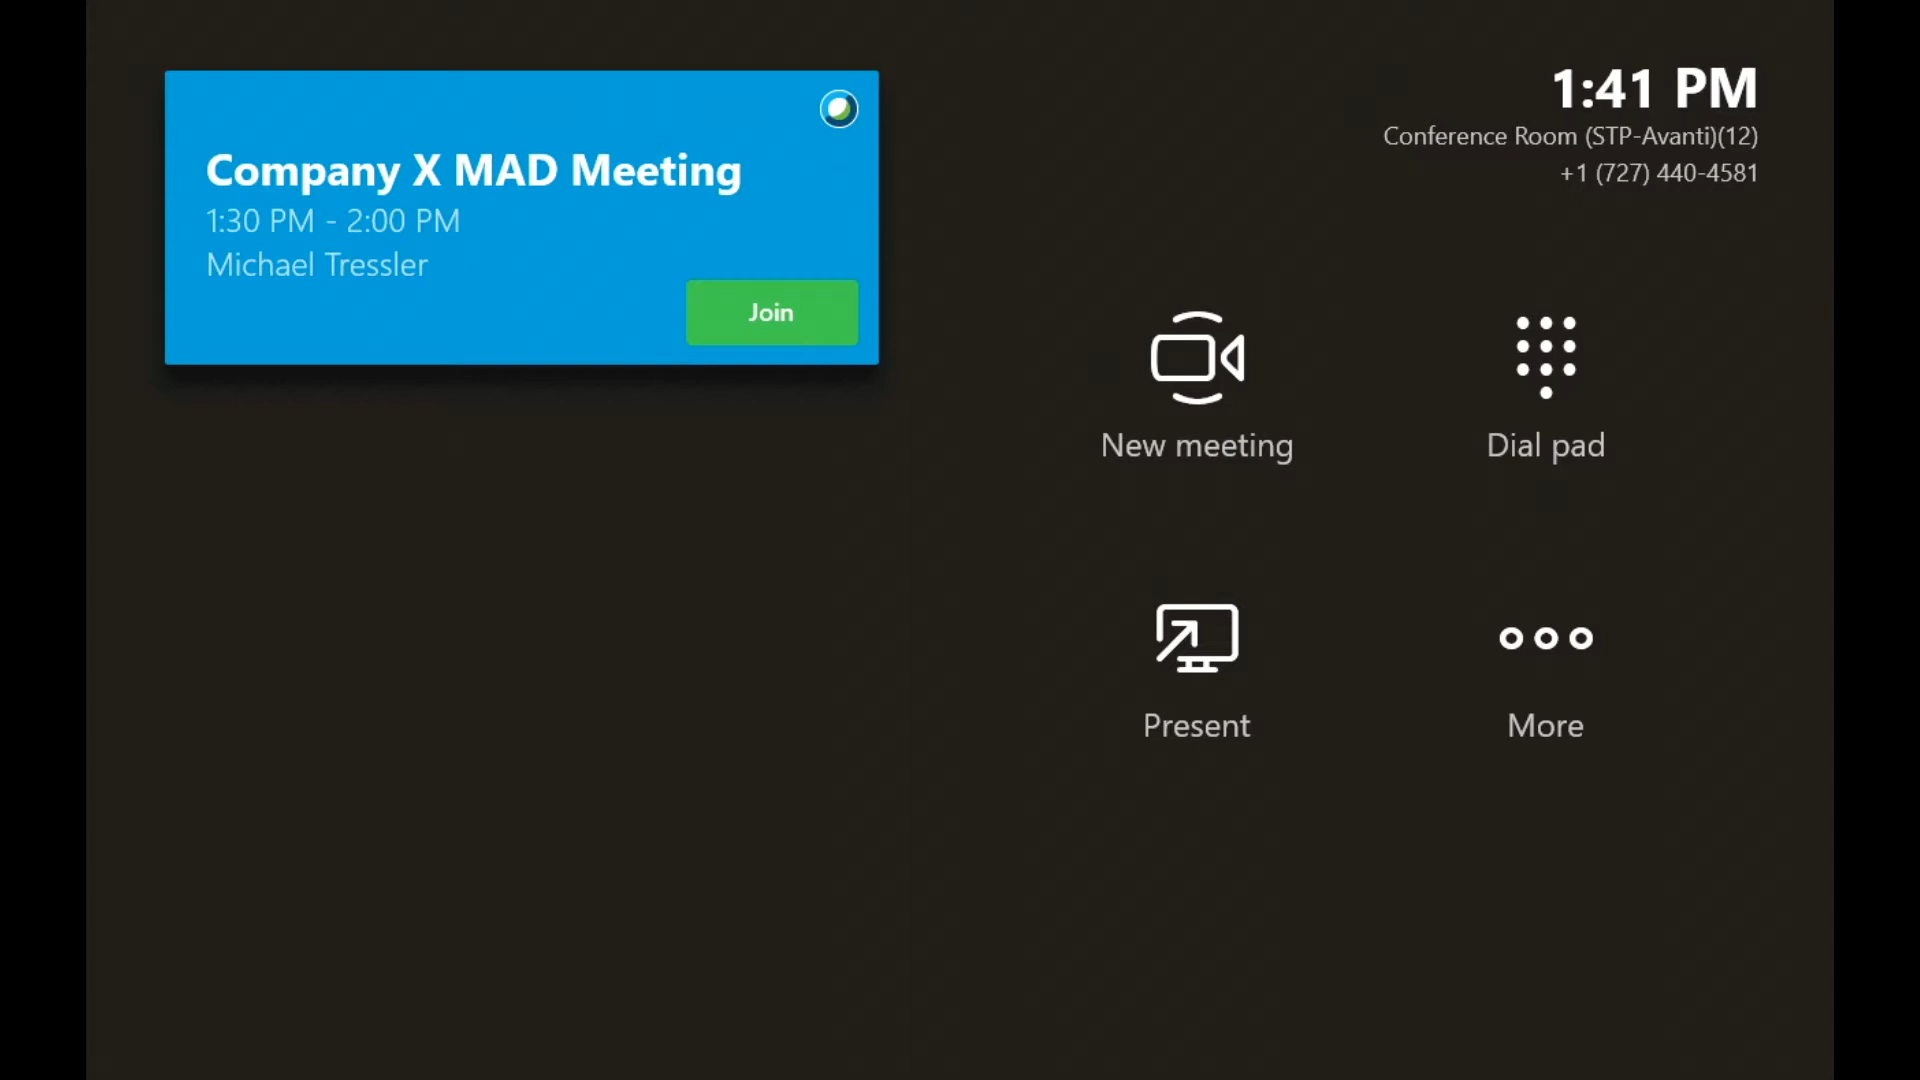 Company X MAD Meeting
1:30 PM - 2:00 PM
Michael Tressler
Join
1:41 PM
Conference Room (STP-Avanti)(12)
+1 (727) 440-4581
New meeting
Dial pad
Present
More